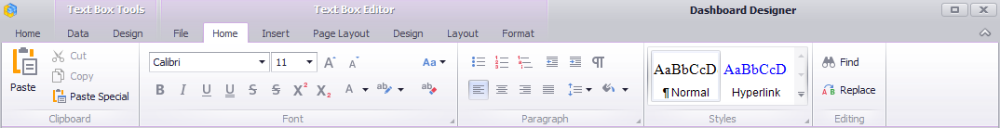 Text Box Tools Text Box Editor Dashboard Designer
Home Data Design File Home Insert Page Layout Design Layout Format
Paste
Cut
Copy
Paste Special
Clipboard
Calibri 11 A A Aa
B I U U S S X² X₂ A ab ab
Font
Paragraph
AaBbCcD AaBbCcD
¶ Normal Hyperlink
Styles
Find
Replace
Editing